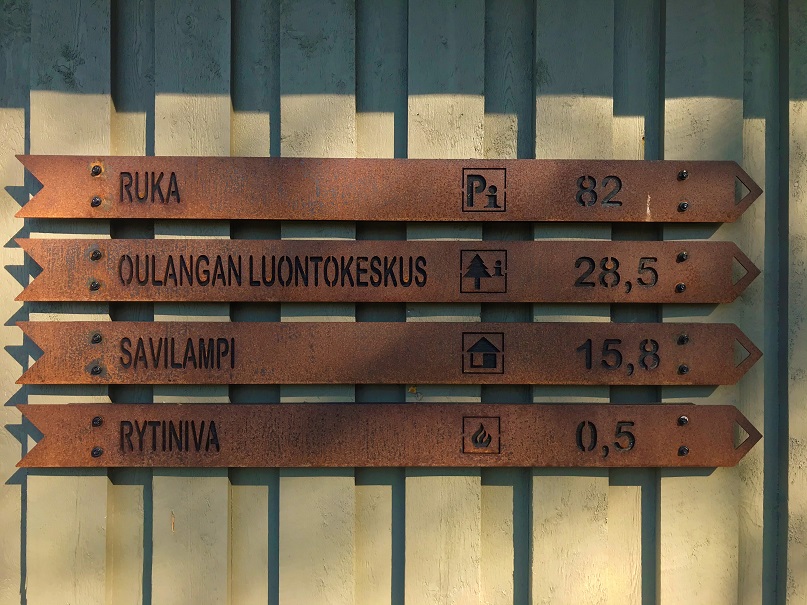 RUKA Pi 82
OULANGAN LUONTOKESKUS i 28,5
SAVILAMPI 15,8
RYTINIVA 0,5